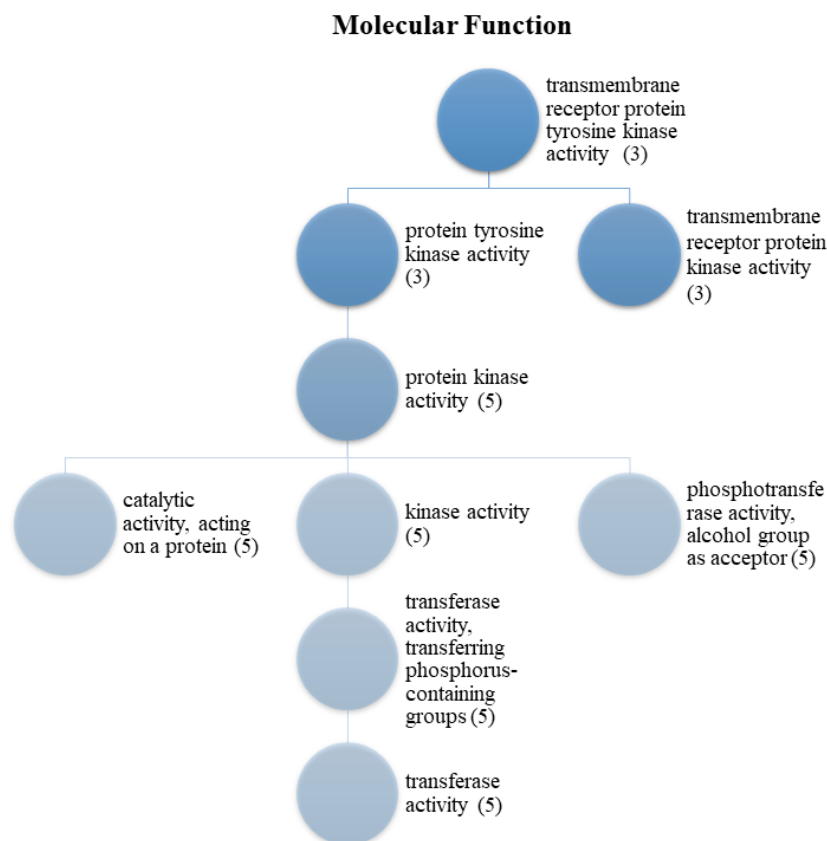 Molecular Function
transmembrane
receptor protein
tyrosine kinase
activity (3)
protein tyrosine
kinase activity
(3)
transmembrane
receptor protein
kinase activity
(3)
protein kinase
activity (5)
catalytic
activity, acting
on a protein (5)
kinase activity
(5)
phosphotransfe
rase activity,
alcohol group
as acceptor (5)
transferase
activity,
transferring
phosphorus-
containing
groups (5)
transferase
activity (5)